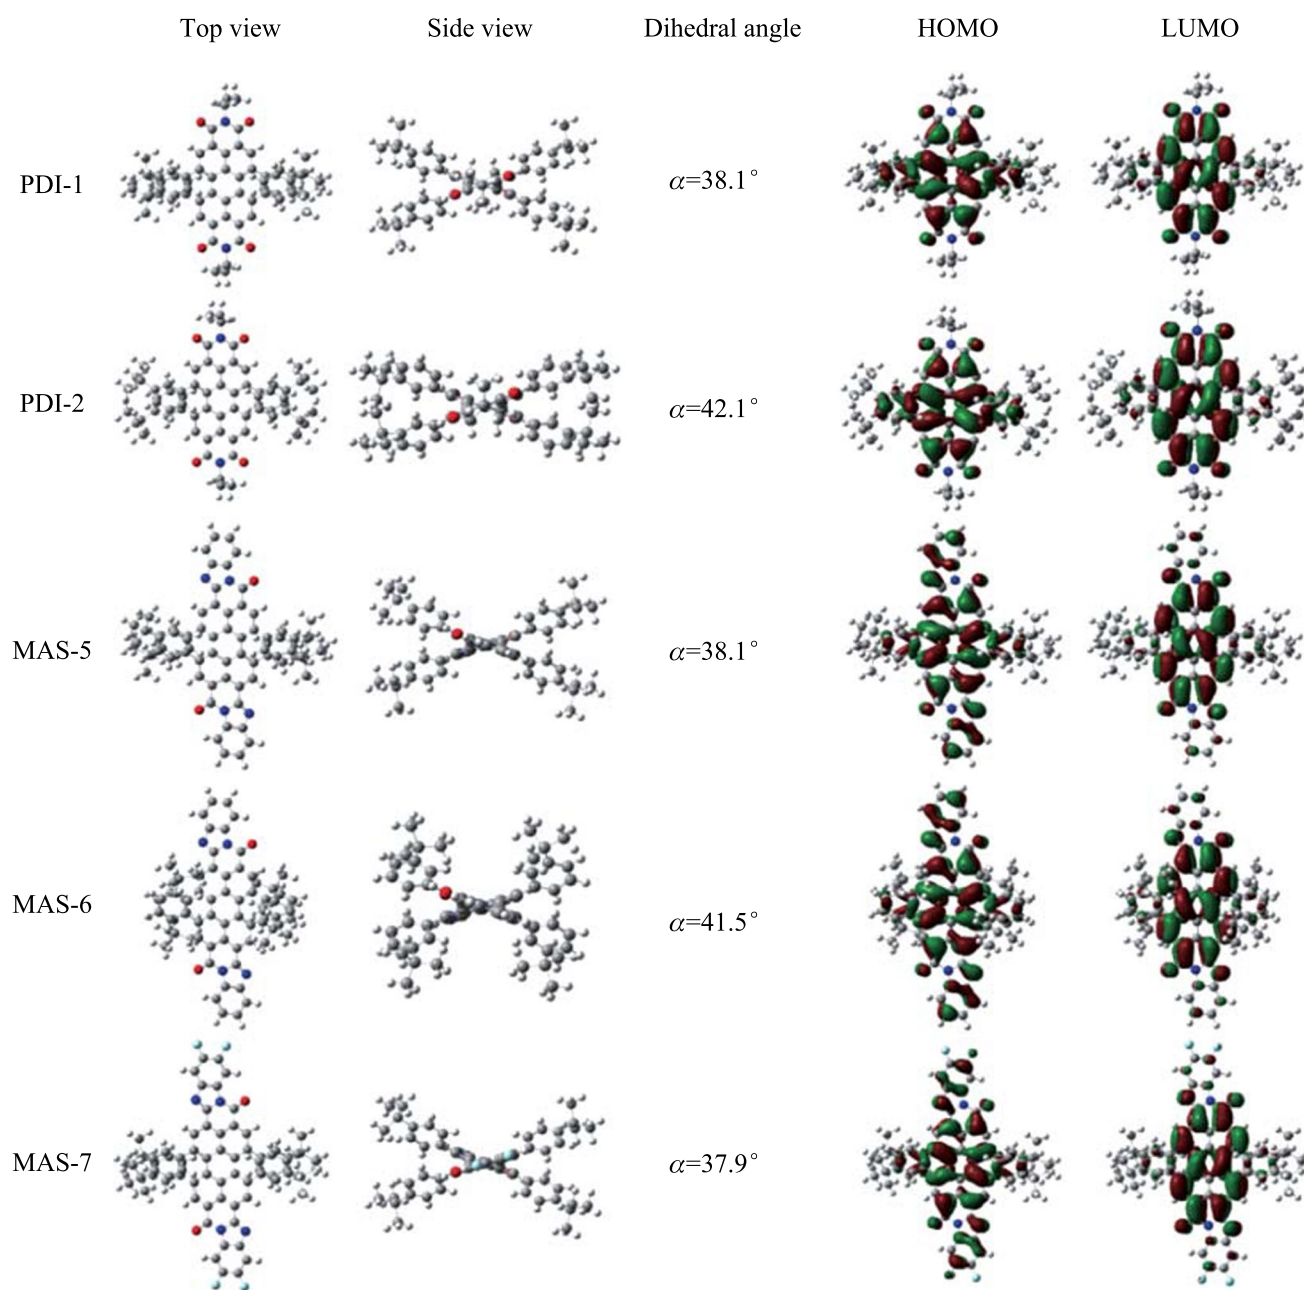 Top view Side view Dihedral angle HOMO LUMO
PDI-1 α=38.1°
PDI-2 α=42.1°
MAS-5 α=38.1°
MAS-6 α=41.5°
MAS-7 α=37.9°